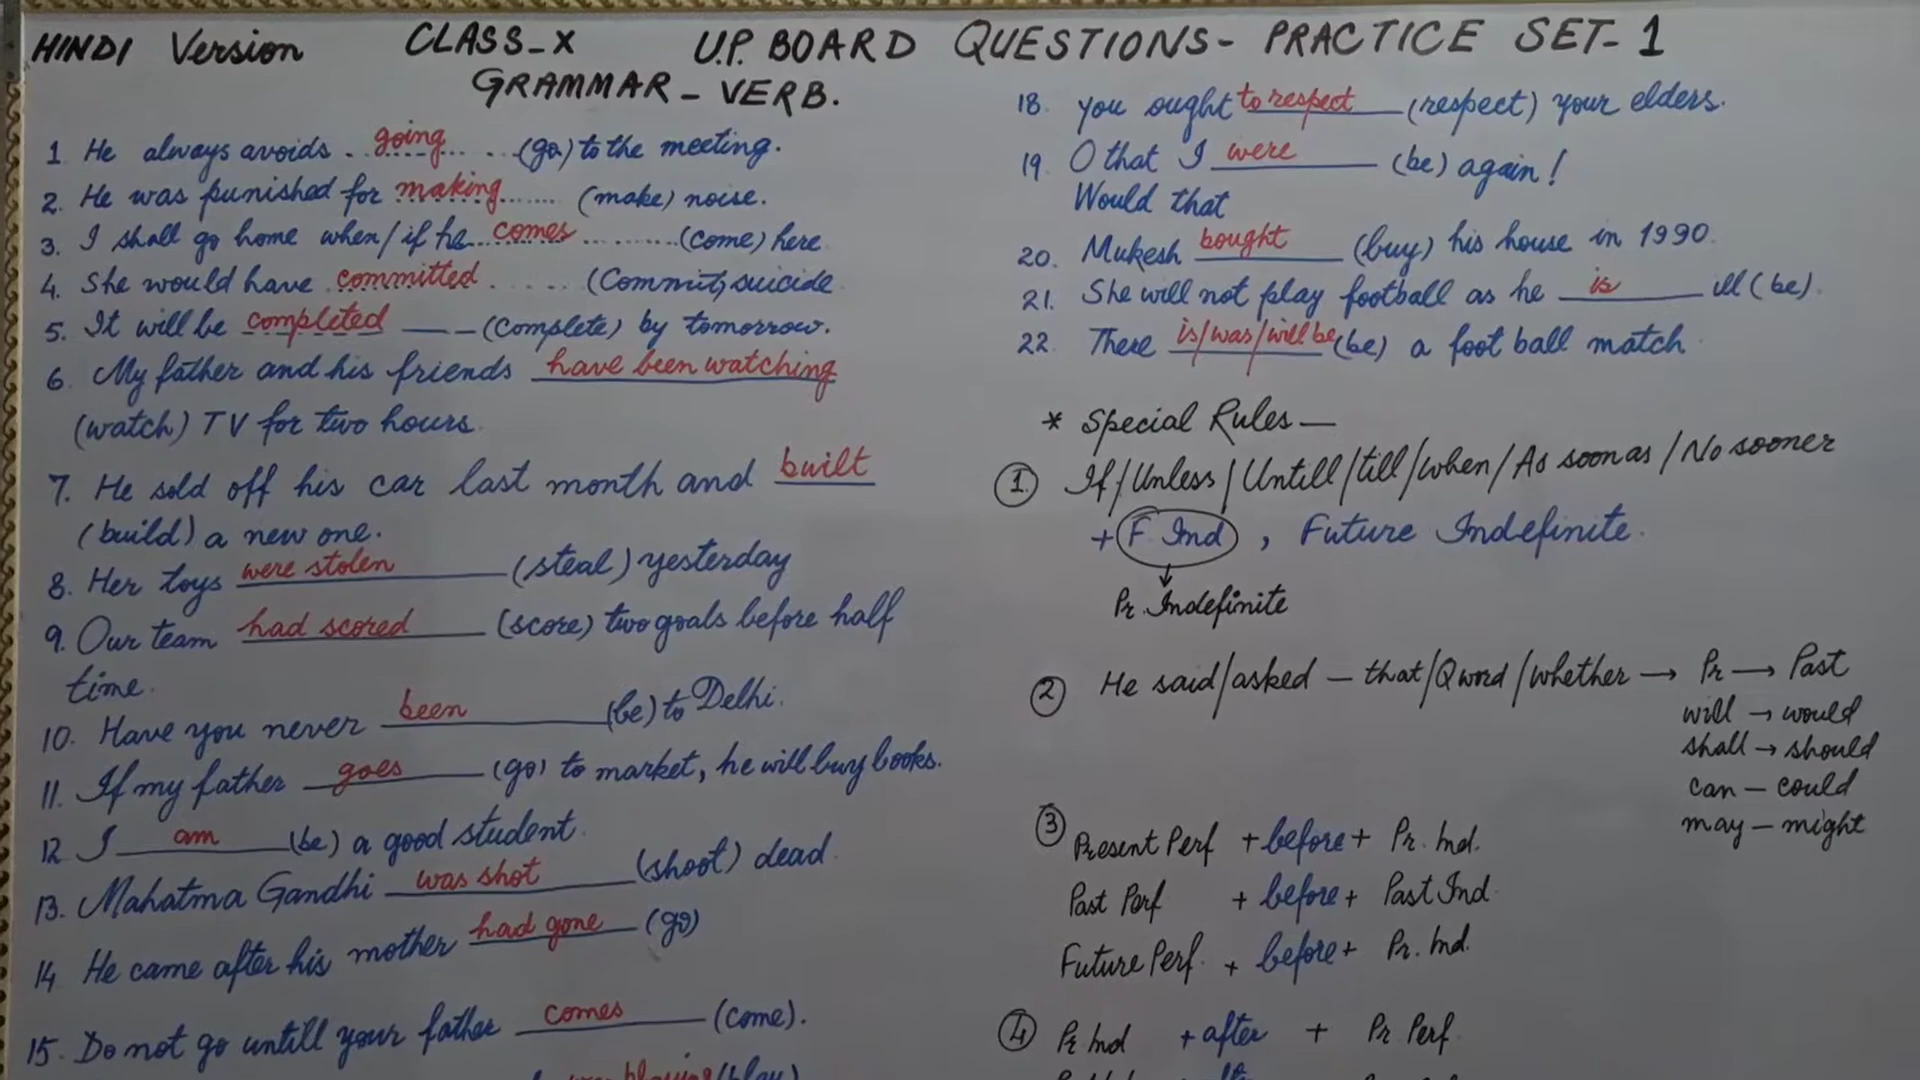 HINDI Version CLASS-X U.P. BOARD QUESTIONS- PRACTICE SET-1
GRAMMAR - VERB.
1 He always avoids going (go) to the meeting.
2. He was punished for making (make) noise.
3. I shall go home when/if he comes (come) here
4. She would have committed (Commit) suicide
5. It will be completed (Complete) by tomorrow.
6. My father and his friends have been watching
(watch) TV for two hours.
7. He sold off his car last month and built
(build) a new one.
8. Her toys were stolen (steal) yesterday
9. Our team had scored (score) two goals before half
time.
10. Have you never been (be) to Delhi.
11. If my father goes (go) to market, he will buy books.
12 I am (be) a good student.
13. Mahatma Gandhi was shot (shoot) dead
14 He came after his mother had gone (go)
15. Do not go untill your father comes (come).
playing (play)
18. you ought to respect (respect) your elders.
19. O that I were (be) again!
Would that
20. Mukesh bought (buy) his house in 1990.
21. She will not play football as he is ill (be).
22. There is/was/will be (be) a foot ball match
* Special Rules —
1. If/Unless/Untill/till/when/As soon as/No sooner
+ F Ind , Future Indefinite.
Pr. Indefinite
2 He said/asked — that/Qword/whether → Pr → Past
will → would
shall → should
can — could
may — might
3 Present Perf + before + Pr. Ind.
Past Perf + before + Past Ind.
Future Perf. + before + Pr. Ind.
4 Pr Ind + after + Pr Perf